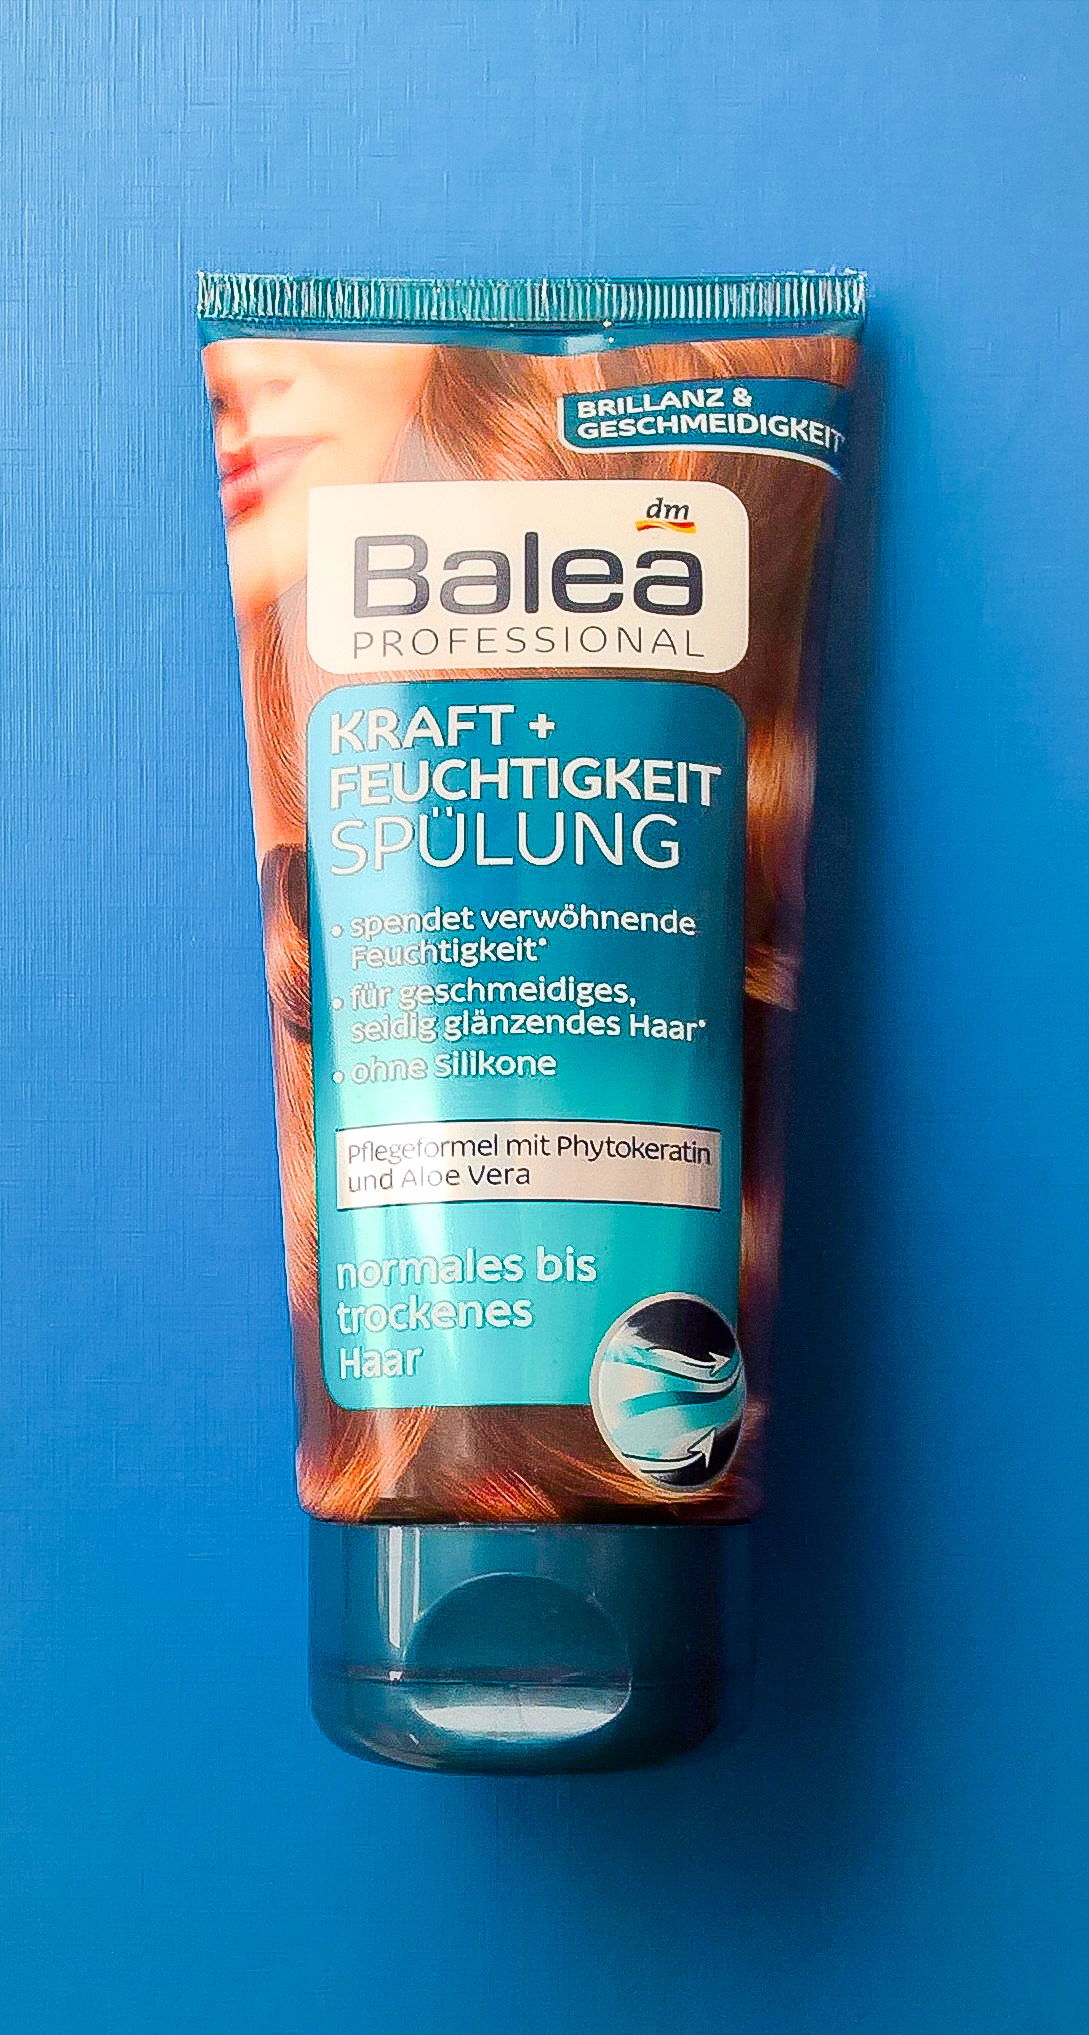 BRILLANZ &
GESCHMEIDIGKEIT
dm
Balea
PROFESSIONAL
KRAFT +
FEUCHTIGKEIT
SPÜLUNG
• spendet verwöhnende
Feuchtigkeit*
• für geschmeidiges,
seidig glänzendes Haar*
• ohne Silikone
Pflegeformel mit Phytokeratin
und Aloe Vera
normales bis
trockenes
Haar